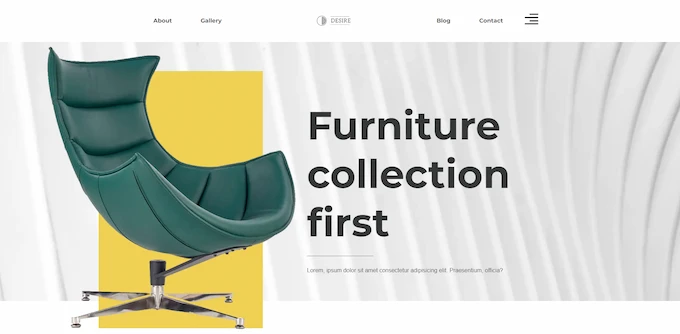 About
Gallery
DESIRE
Blog
Contact
Furniture
collection
first
Lorem, ipsum dolor sit amet consectetur adipisicing elit. Praesentium, officia?